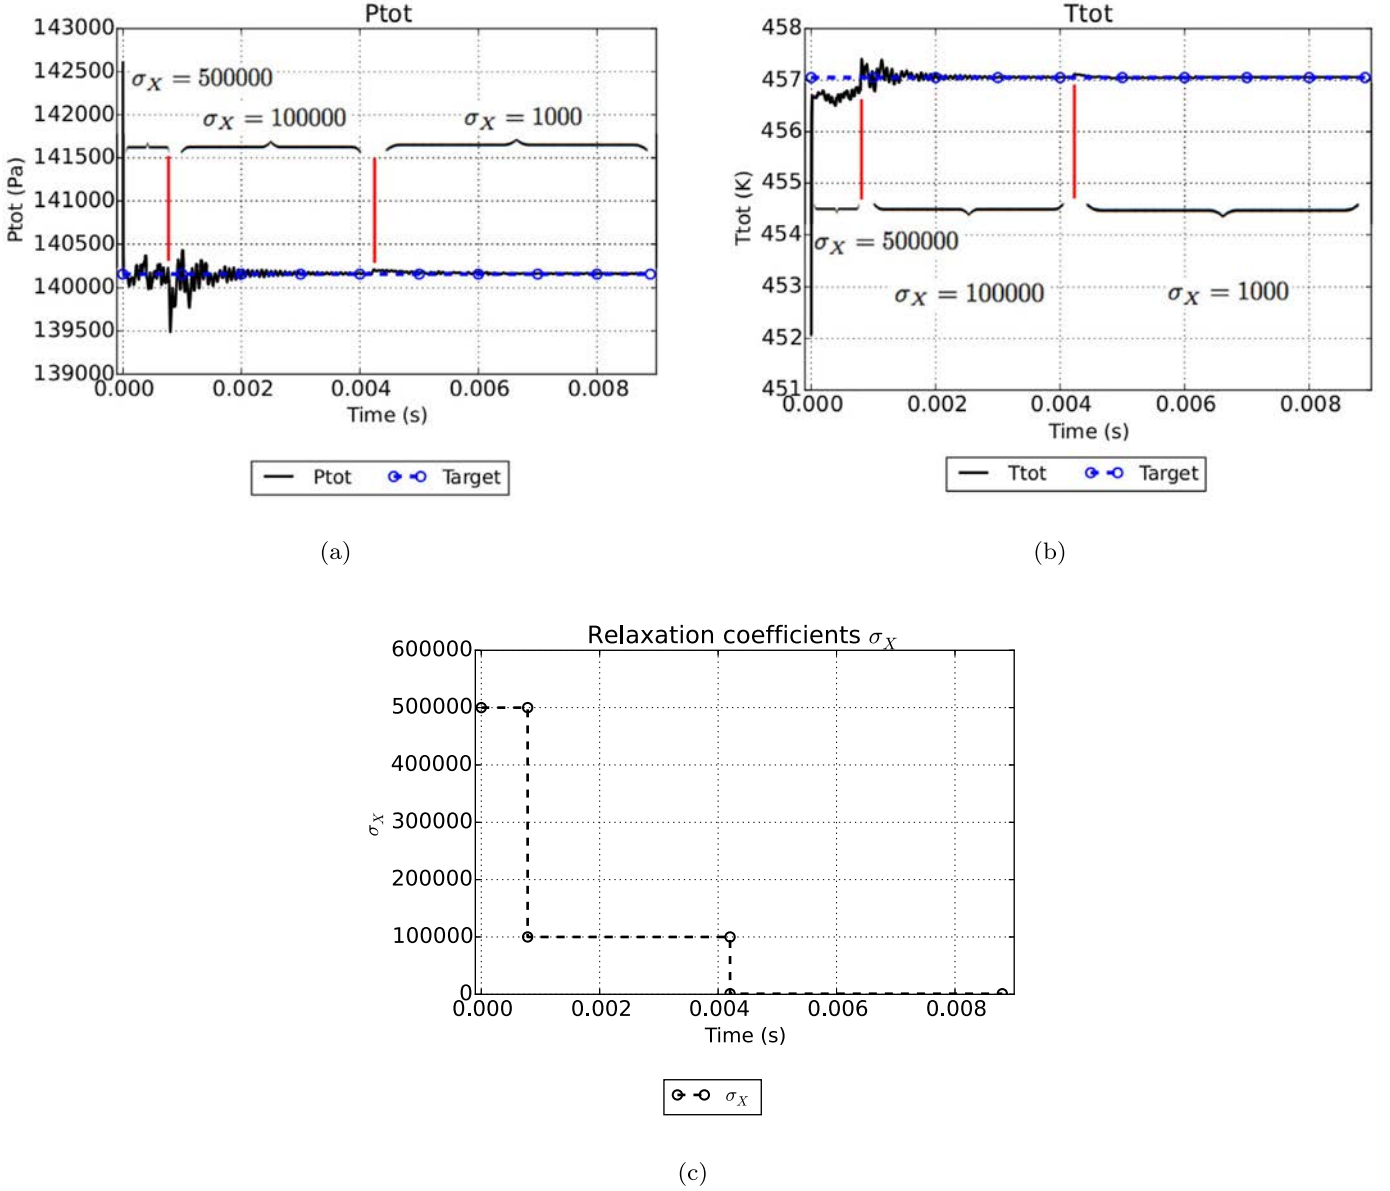 Ptot
143000
142500
142000
141500
141000
140500
140000
139500
139000
Ptot (Pa)
σX = 500000
σX = 100000
σX = 1000
0.000 0.002 0.004 0.006 0.008
Time (s)
Ptot Target
(a)
Ttot
458
457
456
455
454
453
452
451
Ttot (K)
σX = 500000
σX = 100000
σX = 1000
0.000 0.002 0.004 0.006 0.008
Time (s)
Ttot Target
(b)
Relaxation coefficients σX
600000
500000
400000
300000
200000
100000
0
σX
0.000 0.002 0.004 0.006 0.008
Time (s)
σX
(c)